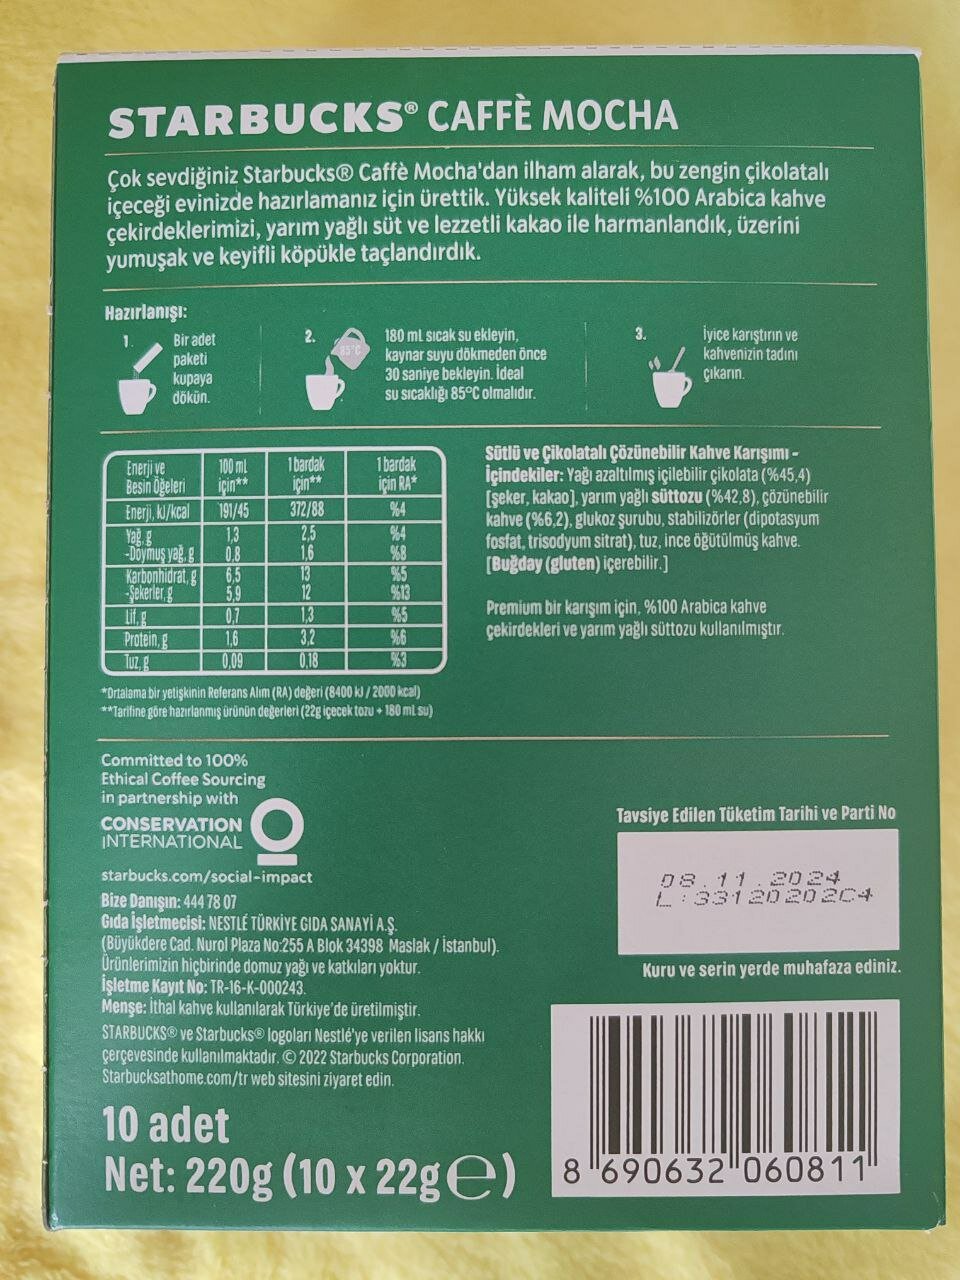 STARBUCKS® CAFFÈ MOCHA
Çok sevdiğiniz Starbucks® Caffè Mocha'dan ilham alarak, bu zengin çikolatalı
içeceği evinizde hazırlamanız için ürettik. Yüksek kaliteli %100 Arabica kahve
çekirdeklerimizi, yarım yağlı süt ve lezzetli kakao ile harmanlandık, üzerini
yumuşak ve keyifli köpükle taçlandırdık.
Hazırlanışı:
1.
Bir adet
paketi
kupaya
dökün.
2.
85°C
180 ml sıcak su ekleyin,
kaynar suyu dökmeden önce
30 saniye bekleyin. İdeal
su sıcaklığı 85°C olmalıdır.
3.
İyice karıştırın ve
kahvenizin tadını
çıkarın.
Enerji ve Besin Öğeleri 100 ml için** 1 bardak için** 1 bardak için RA*
Enerji, kJ/kcal 191/45 372/88 %4
Yağ, g 1,3 2,5 %4
-Doymuş yağ, g 0,8 1,6 %8
Karbonhidrat, g 6,5 13 %5
-Şekerler, g 5,9 12 %13
Lif, g 0,7 1,3 %5
Protein, g 1,6 3,2 %6
Tuz, g 0,09 0,18 %3
*Ortalama bir yetişkinin Referans Alım (RA) değeri (8400 kJ / 2000 kcal)
**Tarifine göre hazırlanmış ürünün değerleri (22g içecek tozu + 180 ml su)
Sütlü ve Çikolatalı Çözünebilir Kahve Karışımı -
İçindekiler: Yağı azaltılmış içilebilir çikolata (%45,4)
[şeker, kakao], yarım yağlı süttozu (%42,8), çözünebilir
kahve (%6,2), glukoz şurubu, stabilizörler (dipotasyum
fosfat, trisodyum sitrat), tuz, ince öğütülmüş kahve.
[Buğday (gluten) içerebilir.]
Premium bir karışım için, %100 Arabica kahve
çekirdekleri ve yarım yağlı süttozu kullanılmıştır.
Committed to 100%
Ethical Coffee Sourcing
in partnership with
CONSERVATION
INTERNATIONAL
starbucks.com/social-impact
Bize Danışın: 444 78 07
Gıda İşletmecisi: NESTLÉ TÜRKİYE GIDA SANAYİ A.Ş.
(Büyükdere Cad. Nurol Plaza No:255 A Blok 34398 Maslak / İstanbul).
Ürünlerimizin hiçbirinde domuz yağı ve katkıları yoktur.
İşletme Kayıt No: TR-16-K-000243.
Menşe: İthal kahve kullanılarak Türkiye'de üretilmiştir.
STARBUCKS® ve Starbucks® logoları Nestlé'ye verilen lisans hakkı
çerçevesinde kullanılmaktadır. © 2022 Starbucks Corporation.
Starbucksathome.com/tr web sitesini ziyaret edin.
10 adet
Net: 220g (10 x 22g ℮)
Tavsiye Edilen Tüketim Tarihi ve Parti No
08.11.2024
L:33120202C4
Kuru ve serin yerde muhafaza ediniz.
8 690632 060811